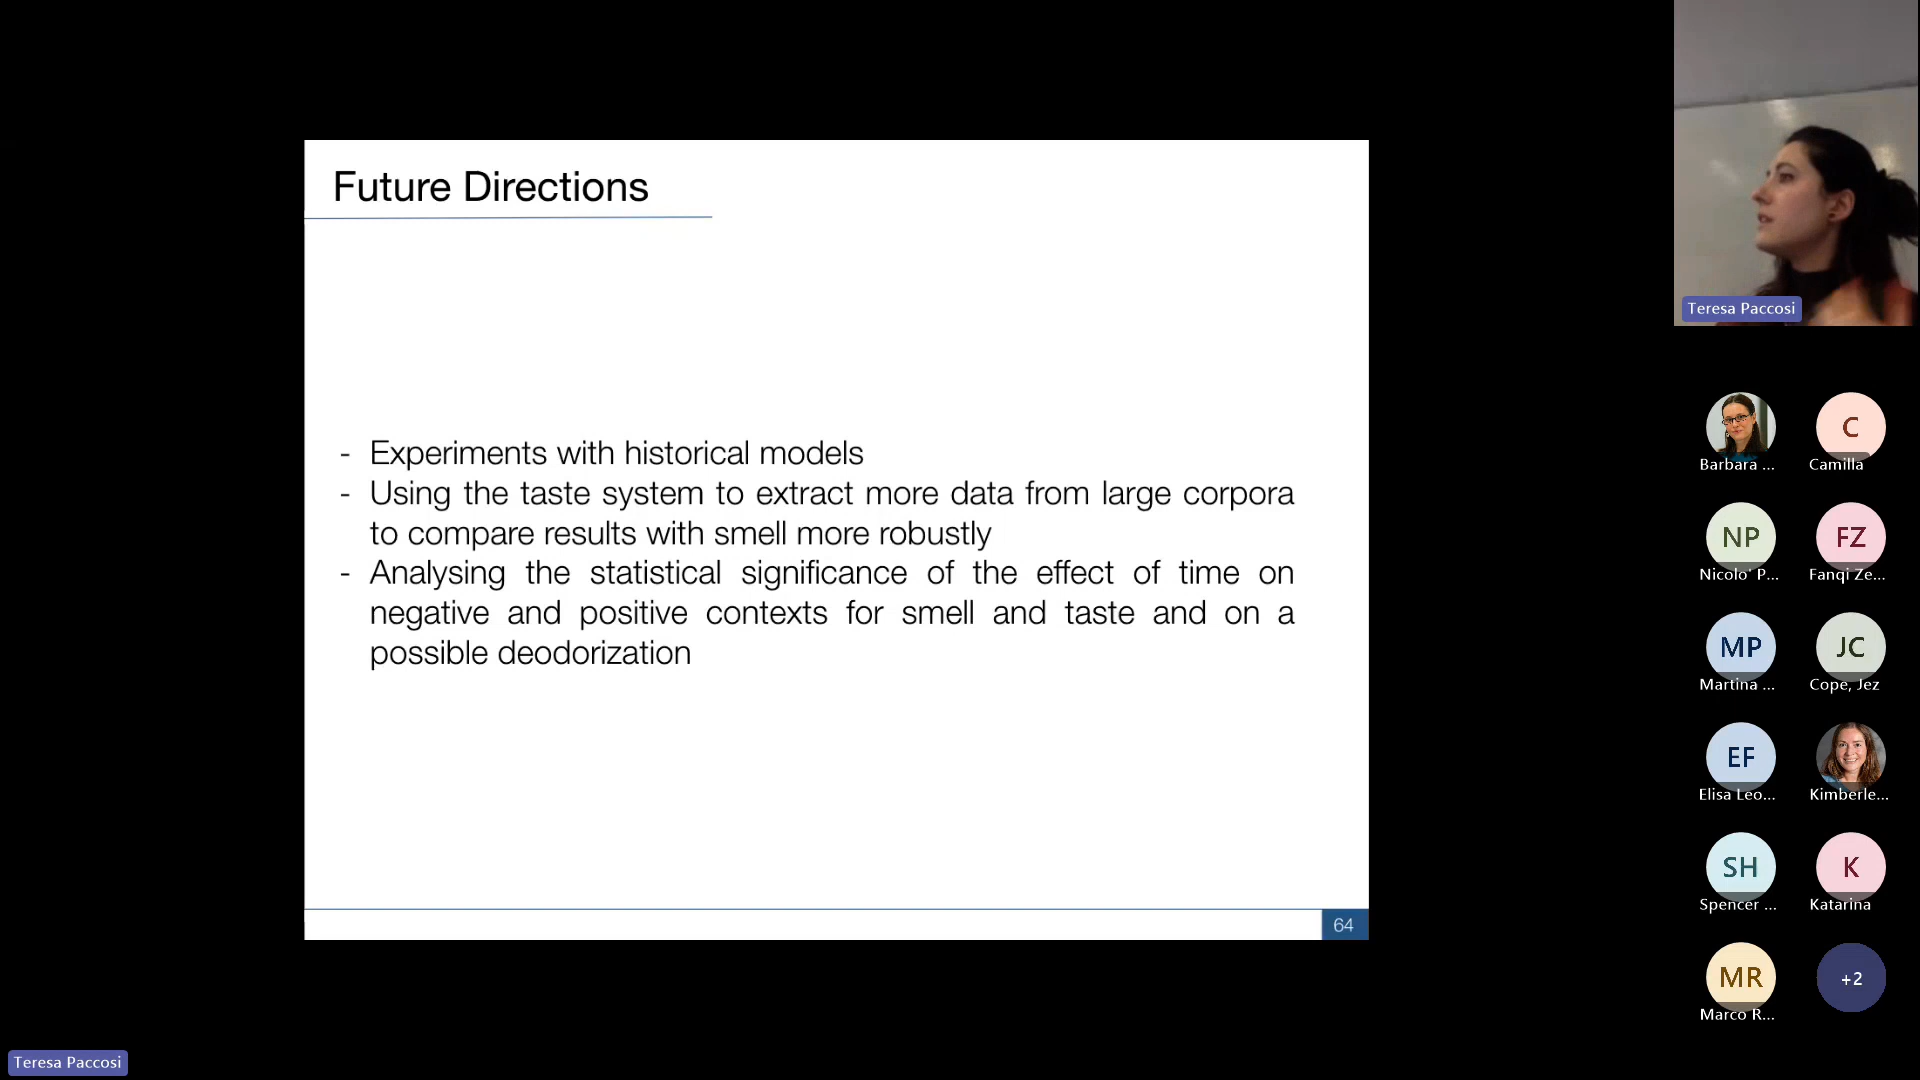 Future Directions
- Experiments with historical models
- Using the taste system to extract more data from large corpora
to compare results with smell more robustly
- Analysing the statistical significance of the effect of time on
negative and positive contexts for smell and taste and on a
possible deodorization
64
Teresa Paccosi
C
Barbara ...
Camilla
NP
FZ
Nicolo' P...
Fanqi Ze...
MP
JC
Martina ...
Cope, Jez
EF
Elisa Leo...
Kimberle...
SH
K
Spencer ...
Katarina
MR
+2
Marco R...
Teresa Paccosi